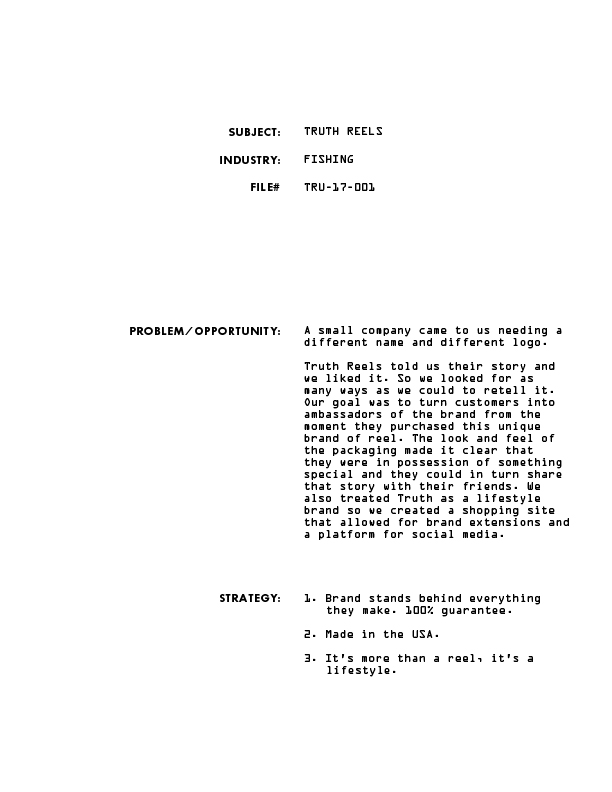 SUBJECT: TRUTH REELS
INDUSTRY: FISHING
FILE# TRU-17-001
PROBLEM/OPPORTUNITY: A small company came to us needing a
different name and different logo.
Truth Reels told us their story and
we liked it. So we looked for as
many ways as we could to retell it.
Our goal was to turn customers into
ambassadors of the brand from the
moment they purchased this unique
brand of reel. The look and feel of
the packaging made it clear that
they were in possession of something
special and they could in turn share
that story with their friends. We
also treated Truth as a lifestyle
brand so we created a shopping site
that allowed for brand extensions and
a platform for social media.
STRATEGY: 1. Brand stands behind everything
they make. 100% guarantee.
2. Made in the USA.
3. It's more than a reel, it's a
lifestyle.